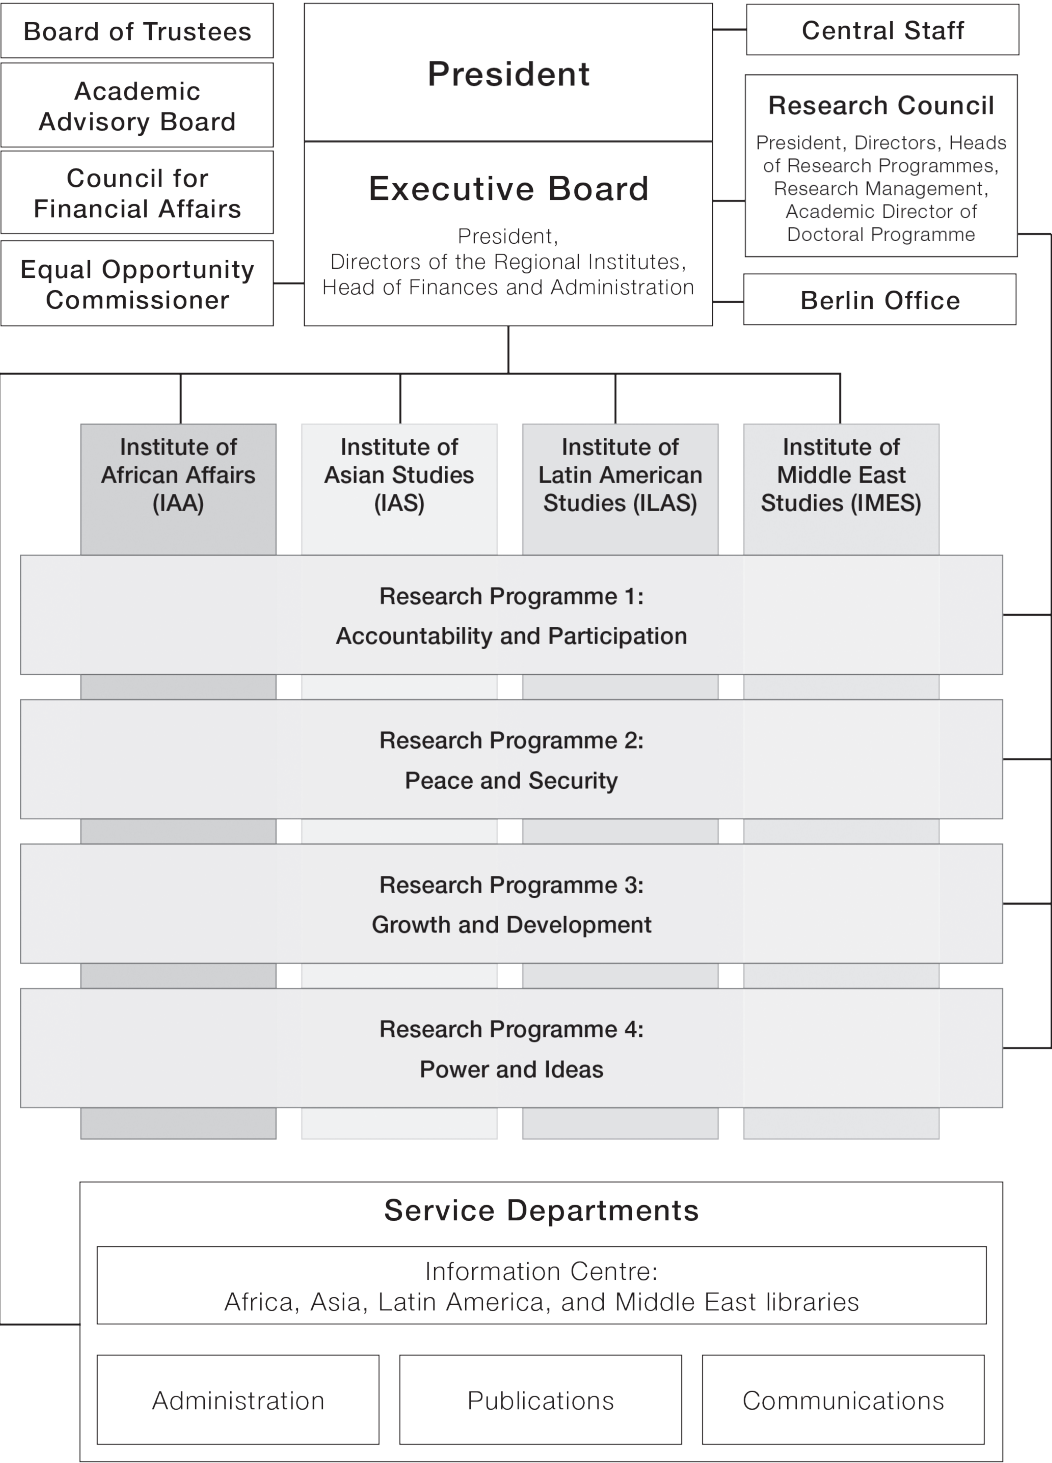 Board of Trustees
Academic
Advisory Board
Council for
Financial Affairs
Equal Opportunity
Commissioner
President
Executive Board
President,
Directors of the Regional Institutes,
Head of Finances and Administration
Central Staff
Research Council
President, Directors, Heads
of Research Programmes,
Research Management,
Academic Director of
Doctoral Programme
Berlin Office
Institute of
African Affairs
(IAA)
Institute of
Asian Studies
(IAS)
Institute of
Latin American
Studies (ILAS)
Institute of
Middle East
Studies (IMES)
Research Programme 1:
Accountability and Participation
Research Programme 2:
Peace and Security
Research Programme 3:
Growth and Development
Research Programme 4:
Power and Ideas
Service Departments
Information Centre:
Africa, Asia, Latin America, and Middle East libraries
Administration
Publications
Communications